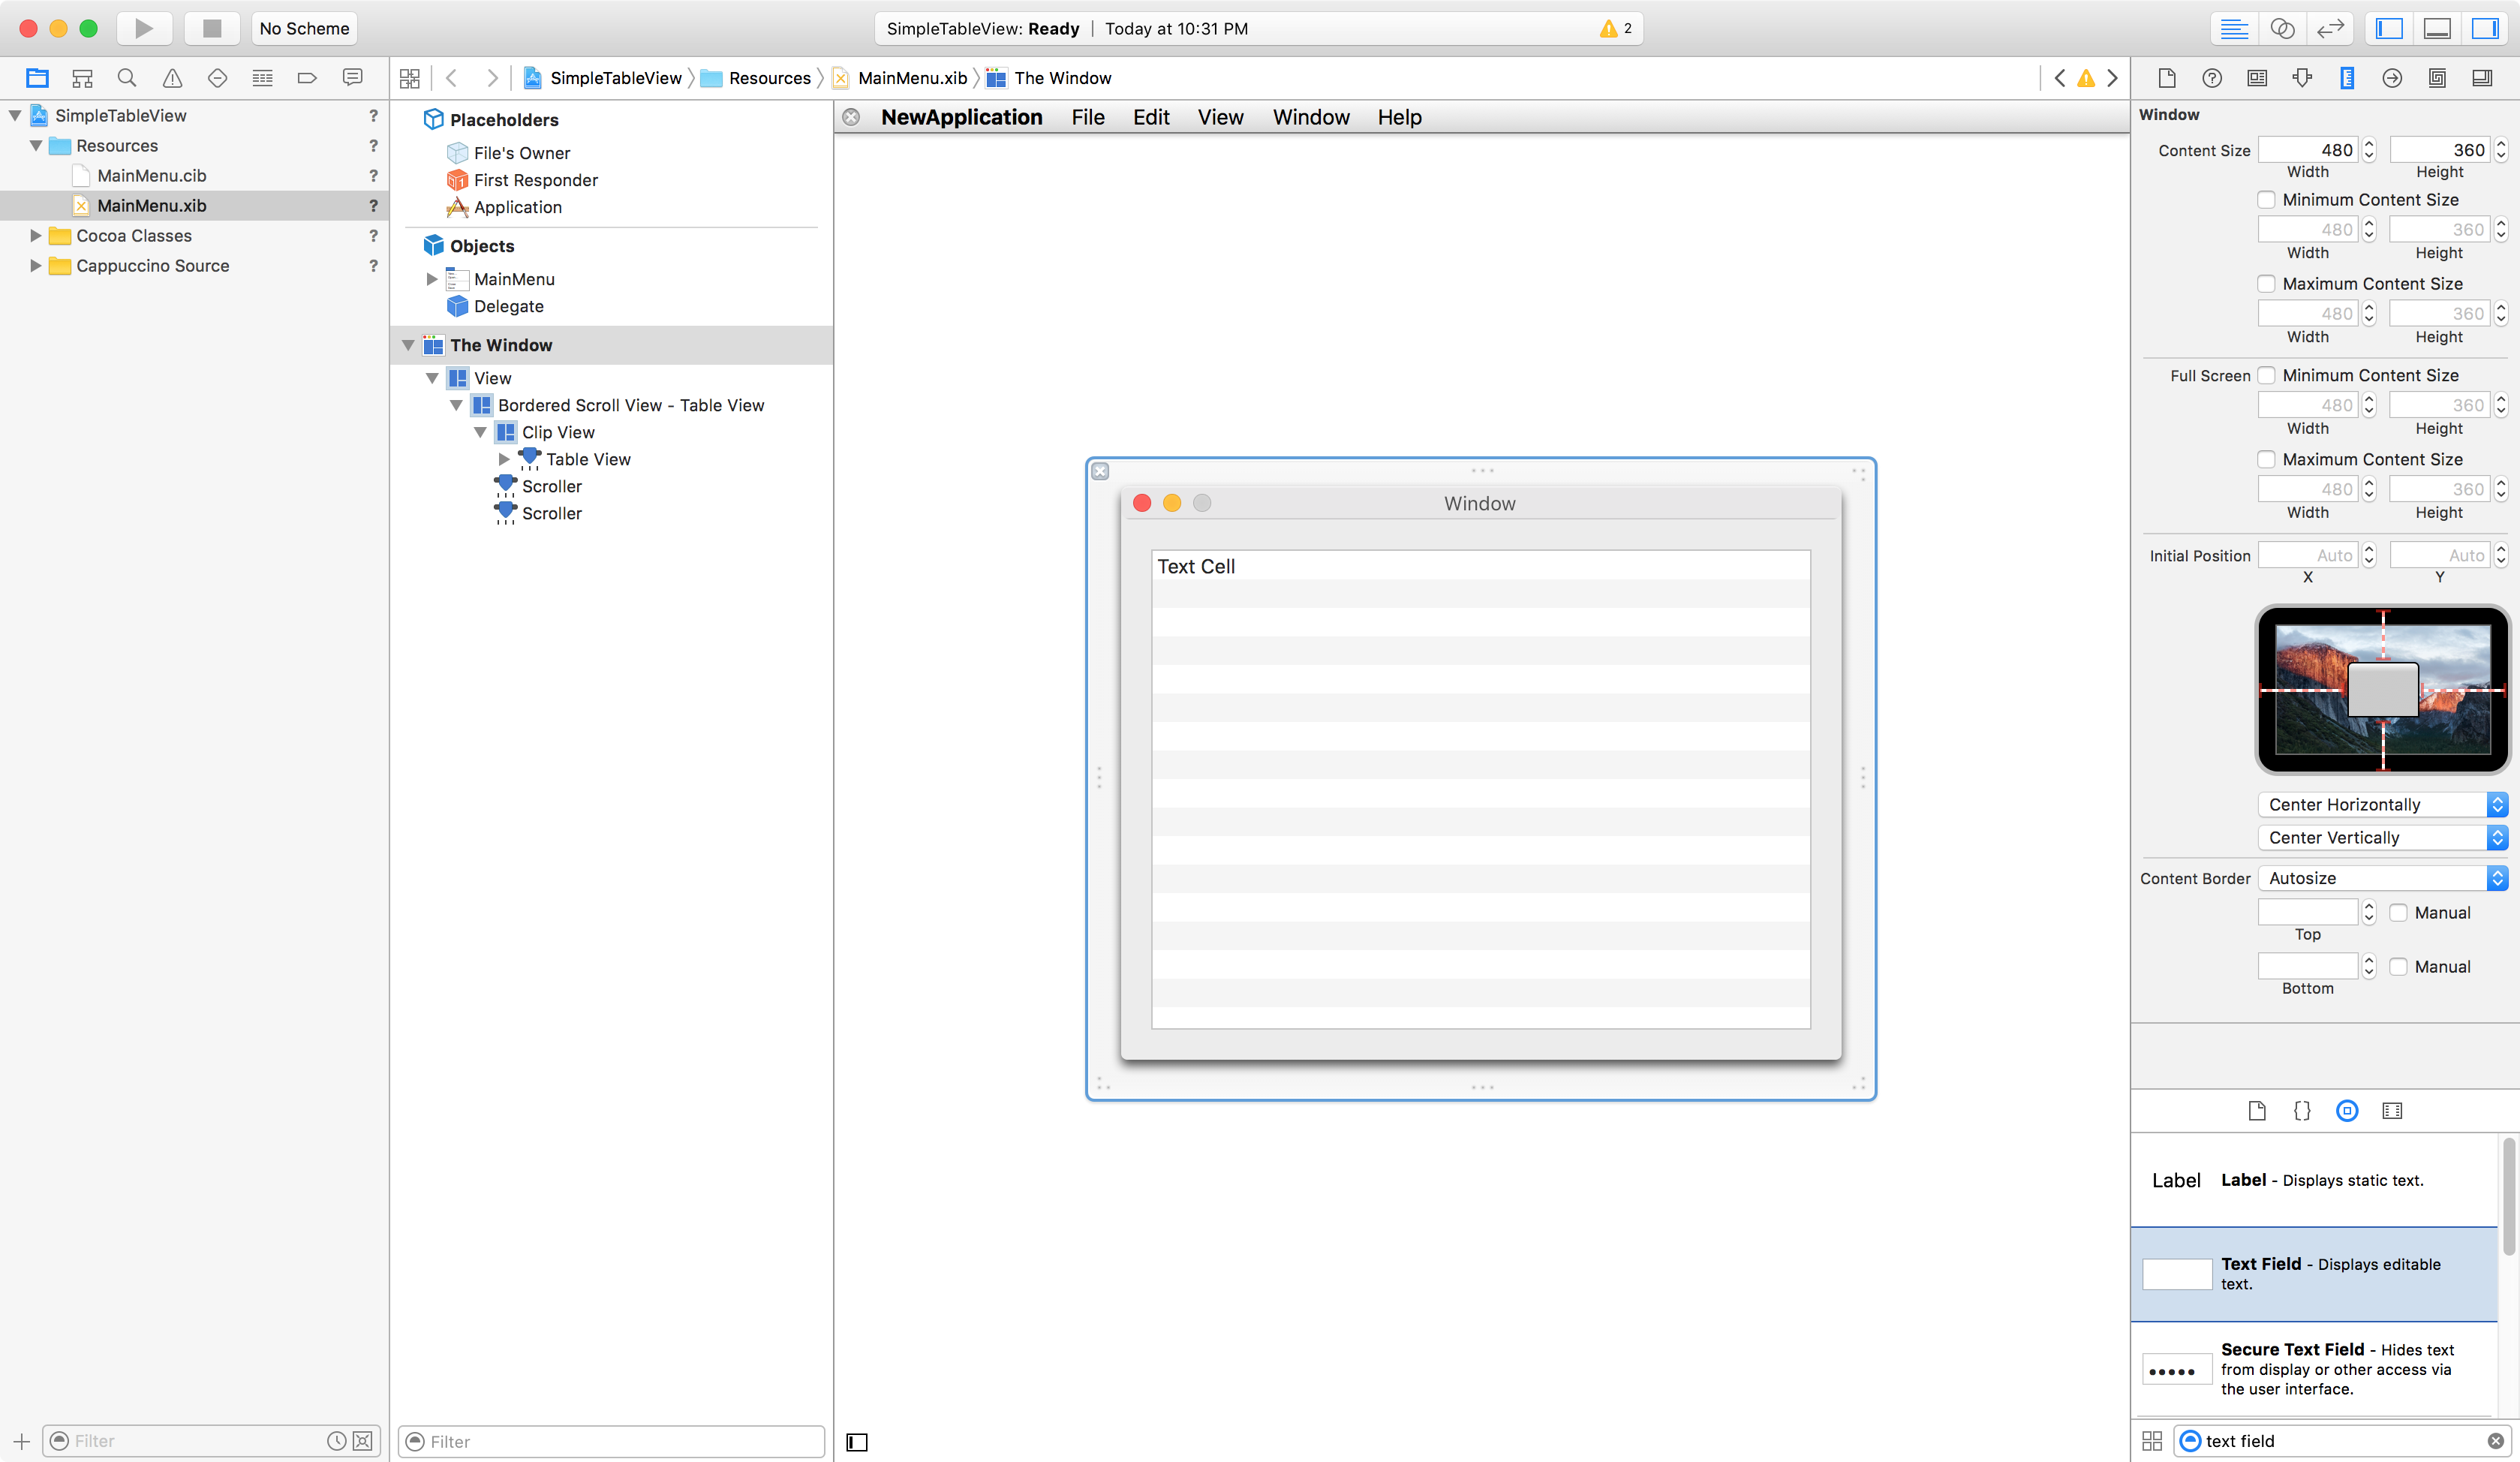 No Scheme
SimpleTableView: Ready | Today at 10:31 PM
2
SimpleTableView
Resources
MainMenu.xib
The Window
SimpleTableView ?
Resources ?
MainMenu.cib ?
MainMenu.xib ?
Cocoa Classes ?
Cappuccino Source ?
Filter
Placeholders
File's Owner
First Responder
Application
Objects
MainMenu
Delegate
The Window
View
Bordered Scroll View - Table View
Clip View
Table View
Scroller
Scroller
Filter
NewApplication File Edit View Window Help
Window
Text Cell
Window
Content Size 480 360
Width Height
Minimum Content Size
480 360
Width Height
Maximum Content Size
480 360
Width Height
Full Screen Minimum Content Size
480 360
Width Height
Maximum Content Size
480 360
Width Height
Initial Position Auto Auto
X Y
Center Horizontally
Center Vertically
Content Border Autosize
Manual
Top
Manual
Bottom
{}
Label Label - Displays static text.
Text Field - Displays editable
text.
Secure Text Field - Hides text
from display or other access via
the user interface.
text field